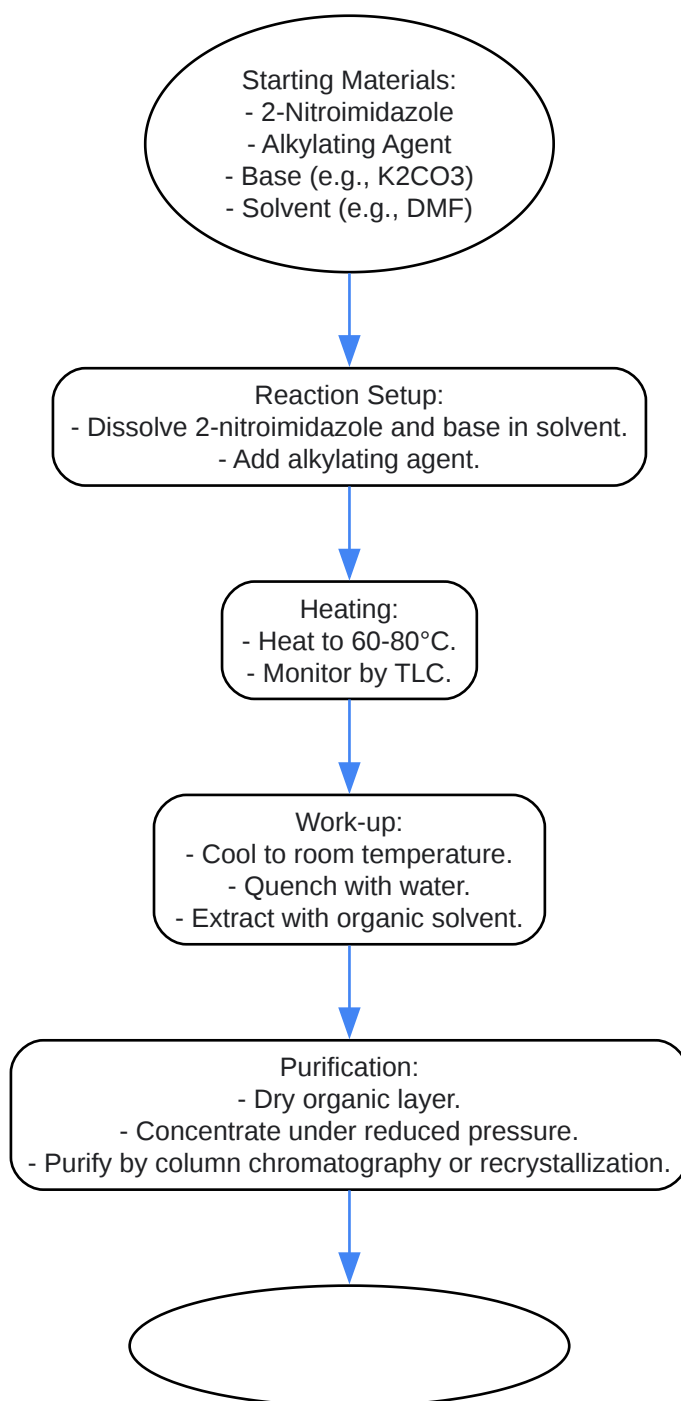 Starting Materials:
- 2-Nitroimidazole
- Alkylating Agent
- Base (e.g., K2CO3)
- Solvent (e.g., DMF)
Reaction Setup:
- Dissolve 2-nitroimidazole and base in solvent.
- Add alkylating agent.
Heating:
- Heat to 60-80°C.
- Monitor by TLC.
Work-up:
- Cool to room temperature.
- Quench with water.
- Extract with organic solvent.
Purification:
- Dry organic layer.
- Concentrate under reduced pressure.
- Purify by column chromatography or recrystallization.